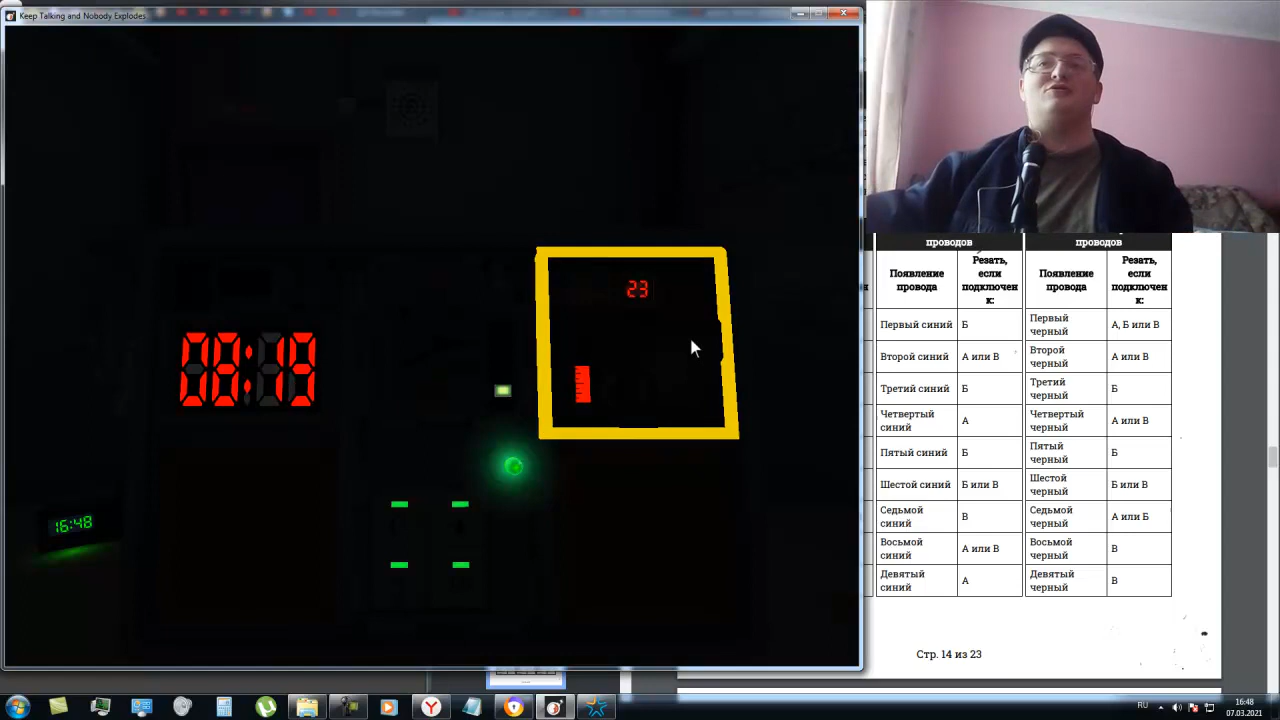 Keep Talking and Nobody Explodes
23
08:19
16:48
проводов
проводов
Появление провода
Резать, если подключен к:
Появление провода
Резать, если подключен к:
Первый синий
Б
Первый черный
А, Б или В
Второй синий
А или В
Второй черный
А или В
Третий синий
Б
Третий черный
Б
Четвертый синий
А
Четвертый черный
А или В
Пятый синий
Б
Пятый черный
Б
Шестой синий
Б или В
Шестой черный
Б или В
Седьмой синий
В
Седьмой черный
А или Б
Восьмой синий
А или В
Восьмой черный
В
Девятый синий
А
Девятый черный
В
Стр. 14 из 23
RU
16:48
07.03.2021